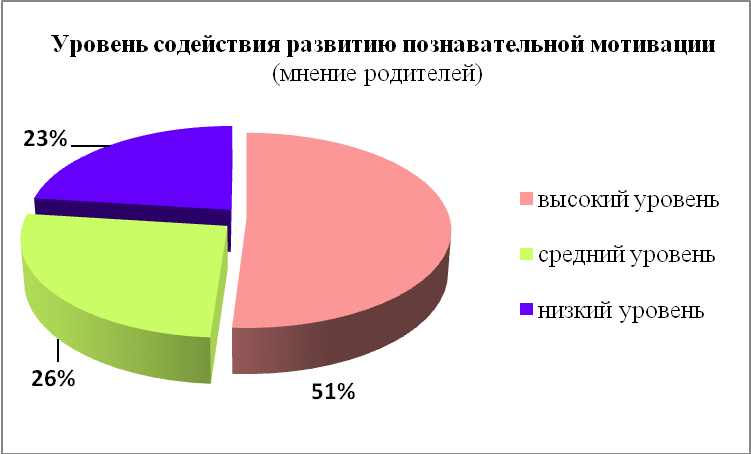 Уровень содействия развитию познавательной мотивации
(мнение родителей)
23%
высокий уровень
средний уровень
низкий уровень
26%
51%